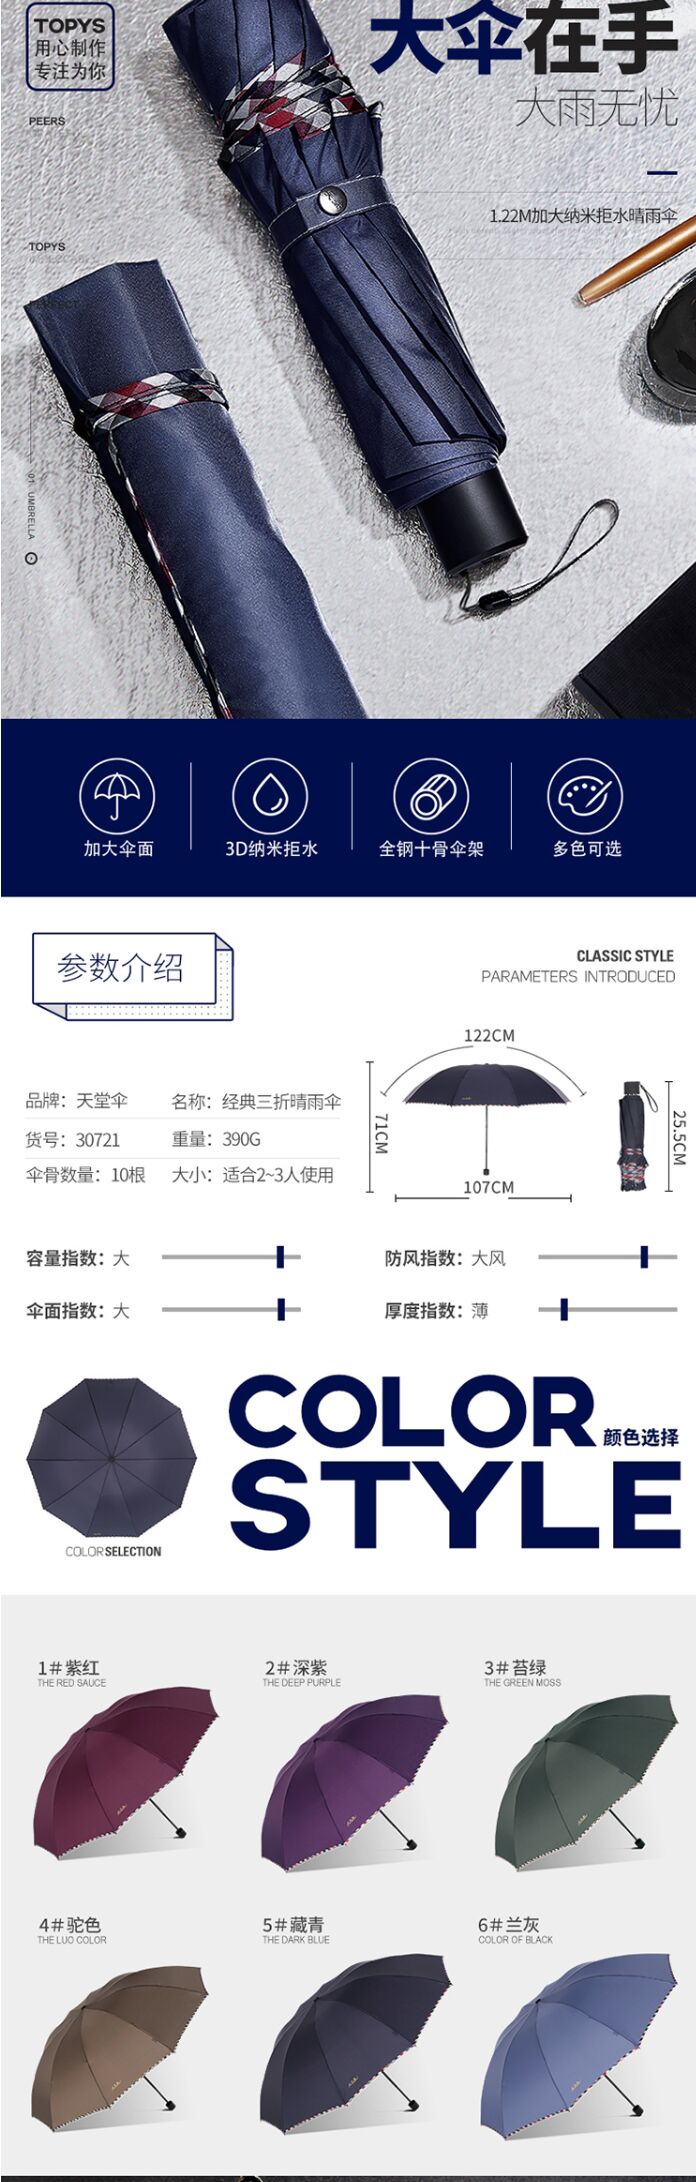 TOPYS
用心制作
专注为你
大伞在手
大雨无忧
PEERS
1.22M加大纳米拒水晴雨伞
TOPYS
PERFECT
01 UMBRELLA
加大伞面
3D纳米拒水
全钢十骨伞架
多色可选
参数介绍
CLASSIC STYLE
PARAMETERS INTRODUCED
品牌：天堂伞
名称：经典三折晴雨伞
货号：30721
重量：390G
伞骨数量：10根
大小：适合2~3人使用
122CM
71CM
107CM
25.5CM
容量指数：大
防风指数：大风
伞面指数：大
厚度指数：薄
COLOR
颜色选择
STYLE
COLOR SELECTION
1#紫红
THE RED SAUCE
2#深紫
THE DEEP PURPLE
3#苔绿
THE GREEN MOSS
4#驼色
THE LUO COLOR
5#藏青
THE DARK BLUE
6#兰灰
COLOR OF BLACK